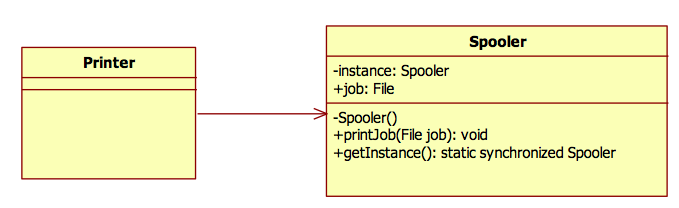 Printer
Spooler
-instance: Spooler
+job: File
-Spooler()
+printJob(File job): void
+getInstance(): static synchronized Spooler